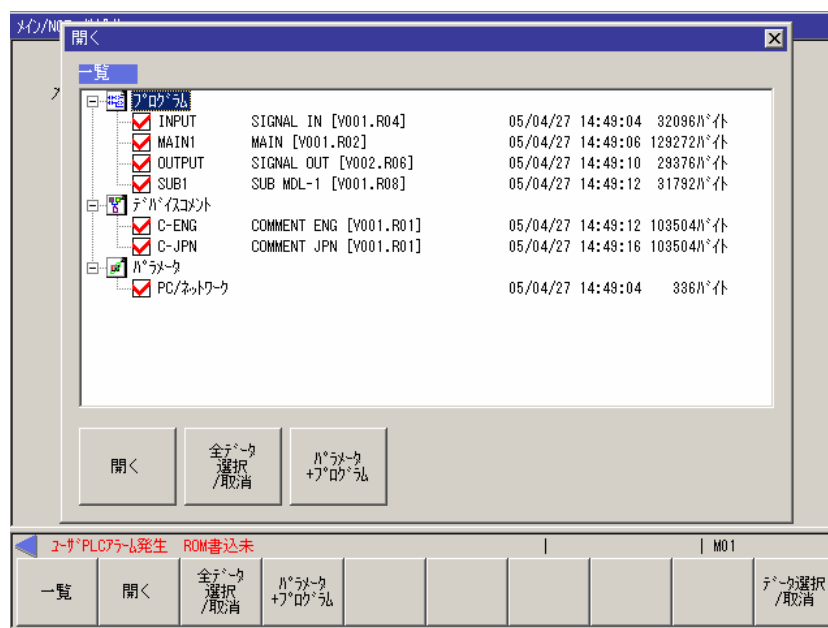 ﾒｲﾝ/NC
開く
一覧
ﾌﾟﾛｸﾞﾗﾑ
INPUT SIGNAL IN [V001.R04] 05/04/27 14:49:04 32096ﾊﾞｲﾄ
MAIN1 MAIN [V001.R02] 05/04/27 14:49:06 129272ﾊﾞｲﾄ
OUTPUT SIGNAL OUT [V002.R06] 05/04/27 14:49:10 29376ﾊﾞｲﾄ
SUB1 SUB MDL-1 [V001.R08] 05/04/27 14:49:12 31792ﾊﾞｲﾄ
ﾃﾞﾊﾞｲｽｺﾒﾝﾄ
C-ENG COMMENT ENG [V001.R01] 05/04/27 14:49:12 103504ﾊﾞｲﾄ
C-JPN COMMENT JPN [V001.R01] 05/04/27 14:49:16 103504ﾊﾞｲﾄ
ﾊﾟﾗﾒｰﾀ
PC/ﾈｯﾄﾜｰｸ 05/04/27 14:49:04 336ﾊﾞｲﾄ
開く
全ﾃﾞｰﾀ
選択
/取消
ﾊﾟﾗﾒｰﾀ
+ﾌﾟﾛｸﾞﾗﾑ
ﾕｰｻﾞPLCｱﾗｰﾑ発生 ROM書込未 M01
一覧
開く
全ﾃﾞｰﾀ
選択
/取消
ﾊﾟﾗﾒｰﾀ
+ﾌﾟﾛｸﾞﾗﾑ
ﾃﾞｰﾀ選択
/取消